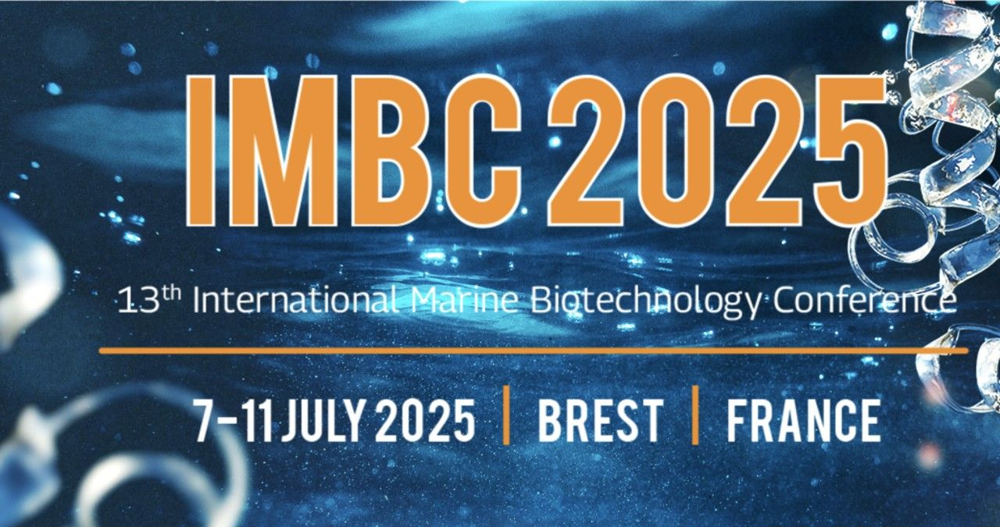 IMBC 2025
13th International Marine Biotechnology Conference
7-11 JULY 2025 | BREST | FRANCE